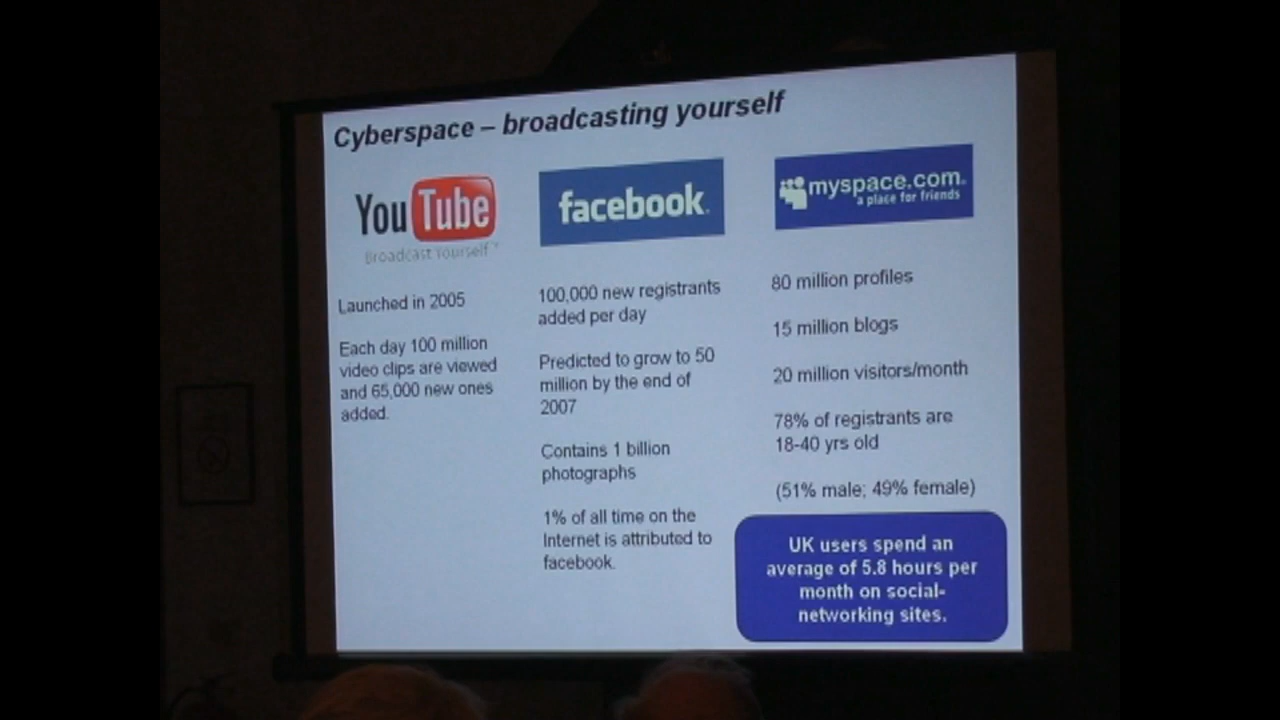 Cyberspace – broadcasting yourself
YouTube
Broadcast Yourself™
Launched in 2005
Each day 100 million
video clips are viewed
and 65,000 new ones
added.
facebook.
100,000 new registrants
added per day
Predicted to grow to 50
million by the end of
2007
Contains 1 billion
photographs
1% of all time on the
Internet is attributed to
facebook.
myspace.com.
a place for friends
80 million profiles
15 million blogs
20 million visitors/month
78% of registrants are
18-40 yrs old
(51% male; 49% female)
UK users spend an
average of 5.8 hours per
month on social-
networking sites.